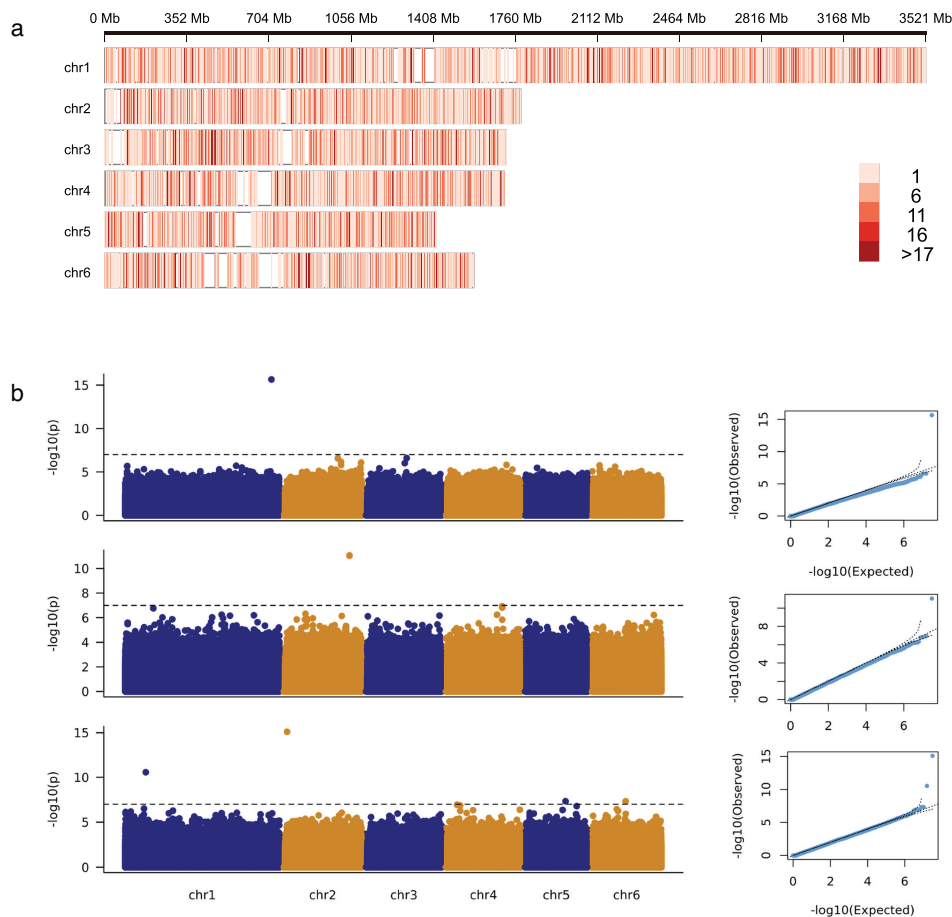 a
0 Mb 352 Mb 704 Mb 1056 Mb 1408 Mb 1760 Mb 2112 Mb 2464 Mb 2816 Mb 3168 Mb 3521 Mb
chr1
chr2
chr3
chr4
chr5
chr6
1
6
11
16
>17
b
-log10(p)
15
10
5
0
-log10(Observed)
15
10
5
0
0 2 4 6
-log10(Expected)
-log10(p)
10
8
6
4
2
0
-log10(Observed)
8
4
0
0 2 4 6
-log10(Expected)
-log10(p)
15
10
5
0
chr1 chr2 chr3 chr4 chr5 chr6
-log10(Observed)
15
10
5
0
0 2 4 6
-log10(Expected)